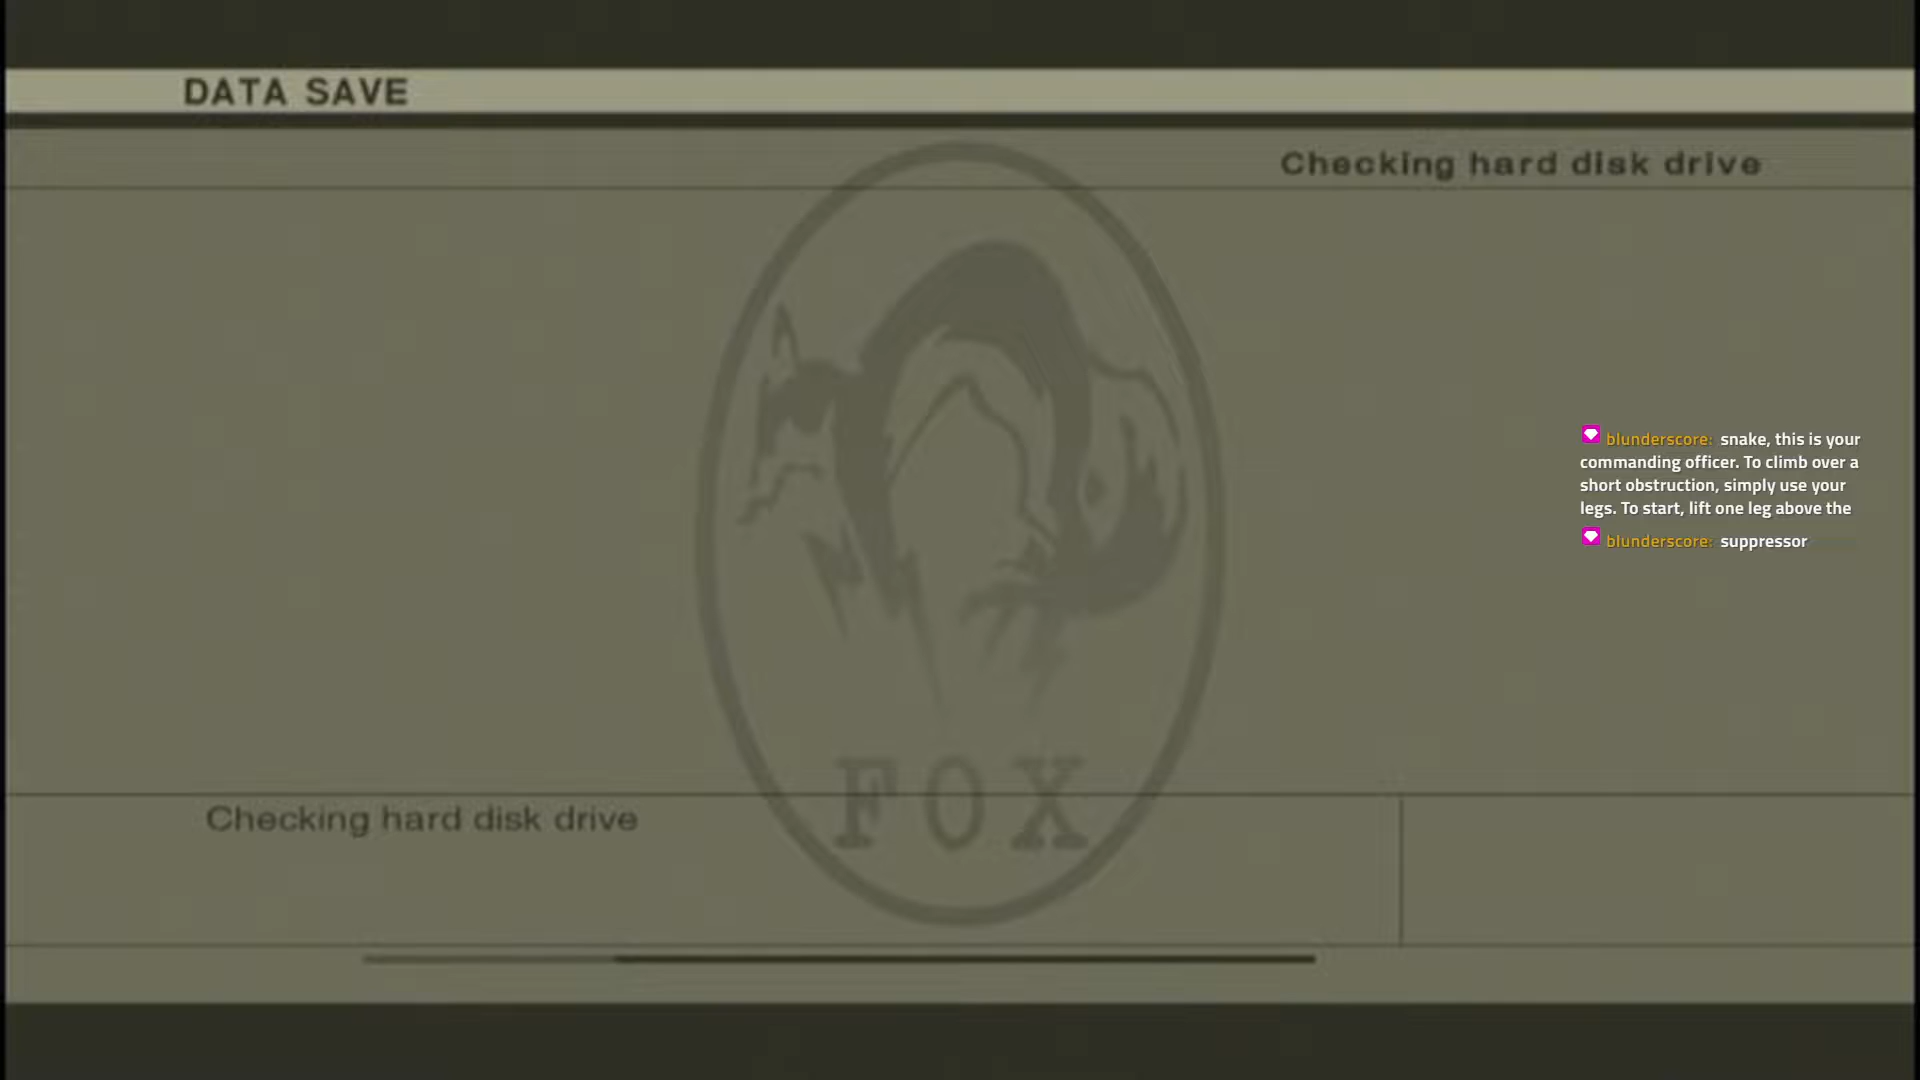 DATA SAVE
Checking hard disk drive
blunderscore: snake, this is your
commanding officer. To climb over a
short obstruction, simply use your
legs. To start, lift one leg above the
blunderscore: suppressor
FOX
Checking hard disk drive